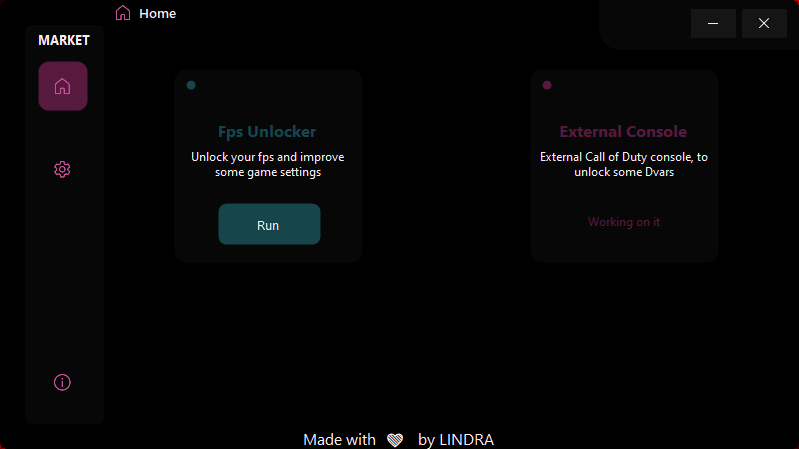 Home
MARKET
Fps Unlocker
Unlock your fps and improve
some game settings
Run
External Console
External Call of Duty console, to
unlock some Dvars
Working on it
Made with by LINDRA